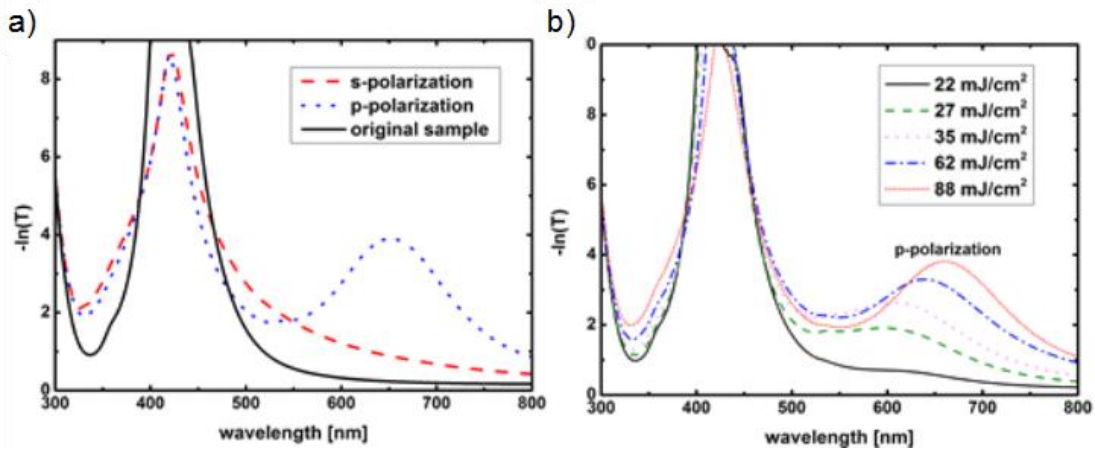 a)
-ln(T)
8
6
4
2
0
300 400 500 600 700 800
wavelength [nm]
s-polarization
p-polarization
original sample
b)
-ln(T)
0
8
6
4
2
0
300 400 500 600 700 800
wavelength [nm]
22 mJ/cm²
27 mJ/cm²
35 mJ/cm²
62 mJ/cm²
88 mJ/cm²
p-polarization